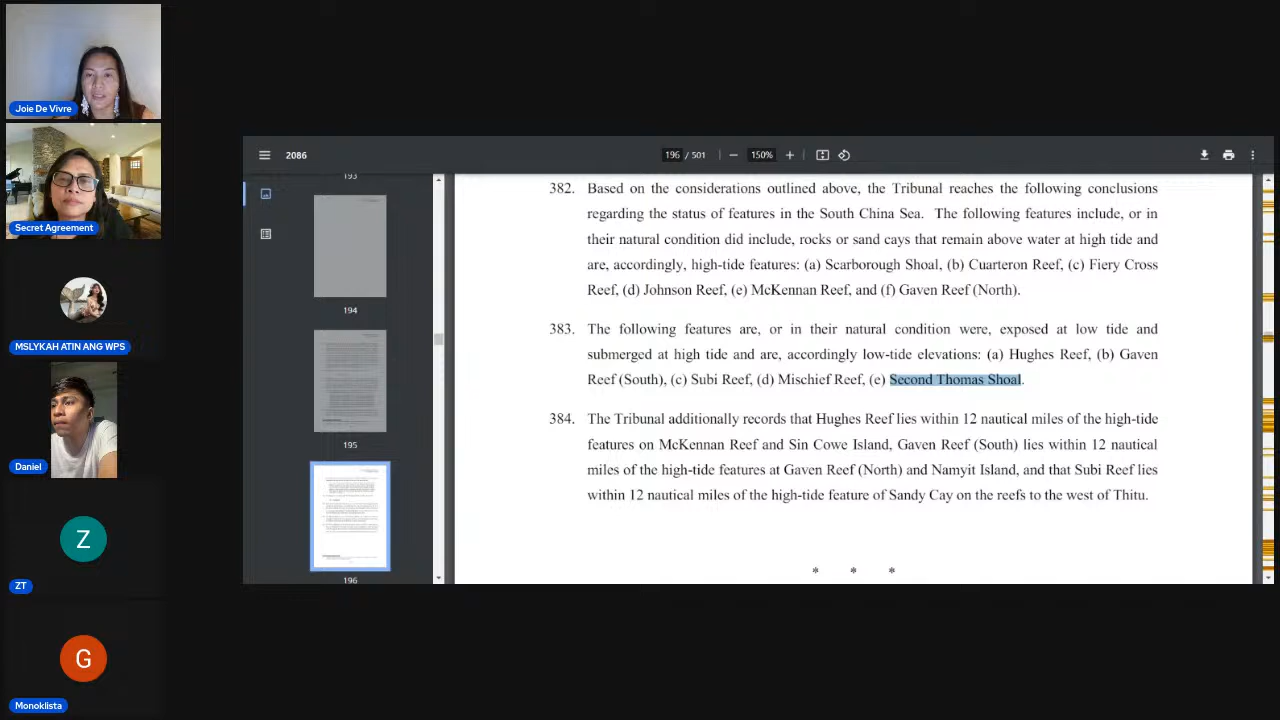 Joie De Vivre
Secret Agreement
MSLYKAH ATIN ANG WPS
Daniel
Z
ZT
G
Monoklista
2086
196 / 501
150%
193
194
195
196
382. Based on the considerations outlined above, the Tribunal reaches the following conclusions
regarding the status of features in the South China Sea. The following features include, or in
their natural condition did include, rocks or sand cays that remain above water at high tide and
are, accordingly, high-tide features: (a) Scarborough Shoal, (b) Cuarteron Reef, (c) Fiery Cross
Reef, (d) Johnson Reef, (e) McKennan Reef, and (f) Gaven Reef (North).
383. The following features are, or in their natural condition were, exposed at low tide and
submerged at high tide and are, accordingly low-tide elevations: (a) Hughes Reef, (b) Gaven
Reef (South), (c) Subi Reef, (d) Mischief Reef, (e) Second Thomas Shoal.
384. The Tribunal additionally records that Hughes Reef lies within 12 nautical miles of the high-tide
features on McKennan Reef and Sin Cowe Island, Gaven Reef (South) lies within 12 nautical
miles of the high-tide features at Gaven Reef (North) and Namyit Island, and that Subi Reef lies
within 12 nautical miles of the high-tide feature of Sandy Cay on the reefs to the west of Thitu.
* * *